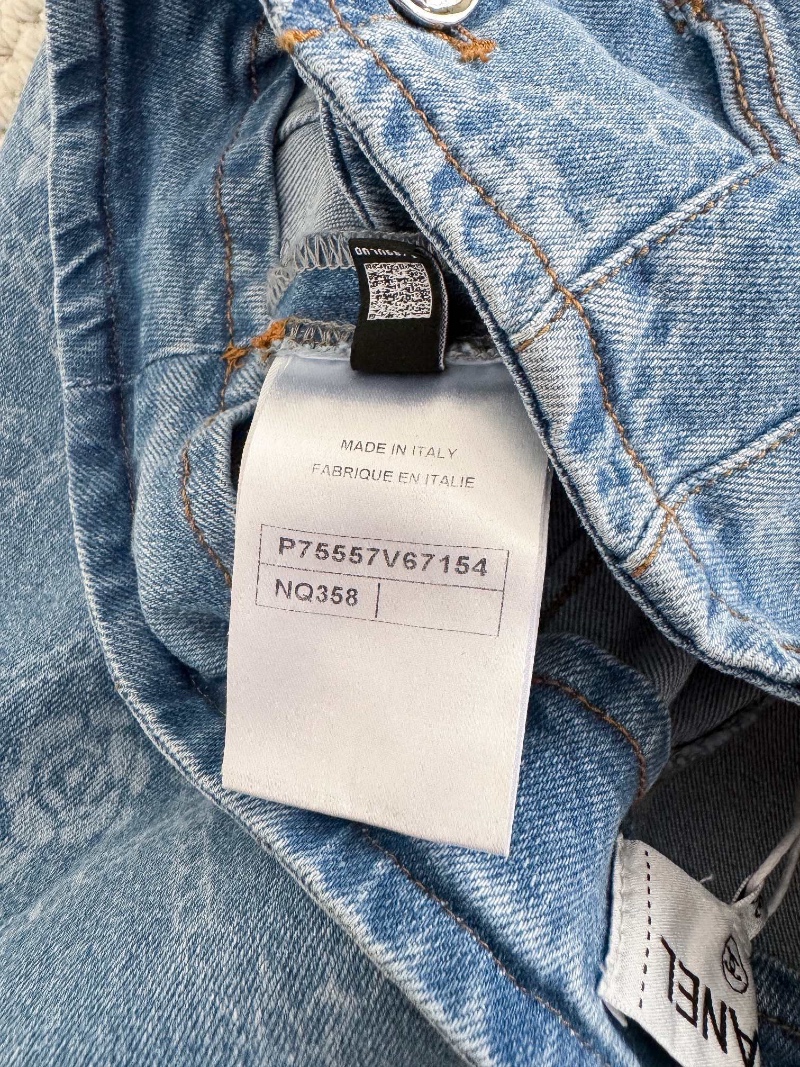 MADE IN ITALY
FABRIQUE EN ITALIE
P75557V67154
NQ358
ANEL